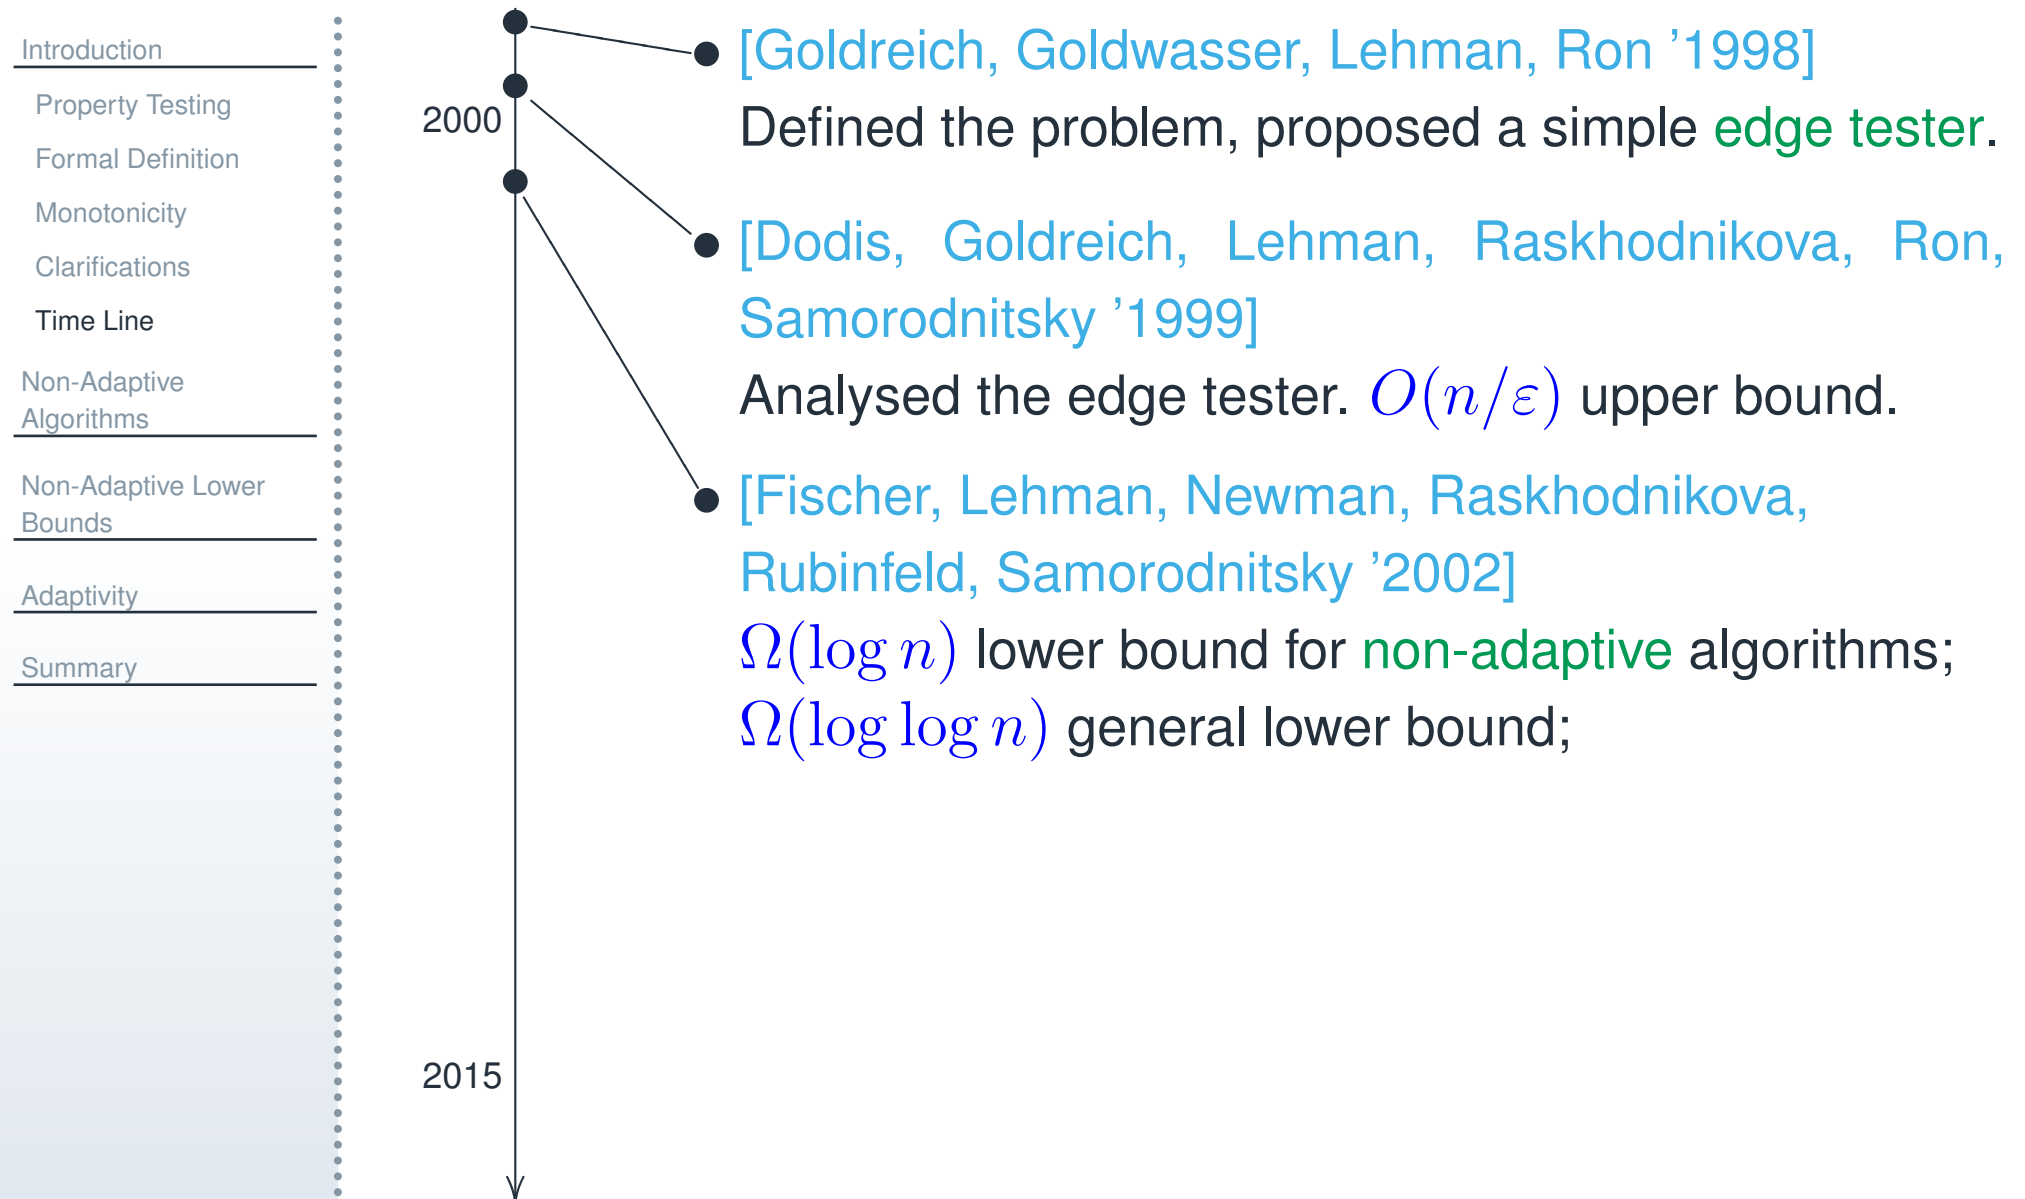 Introduction
Property Testing
Formal Definition
Monotonicity
Clarifications
Time Line
Non-Adaptive
Algorithms
Non-Adaptive Lower
Bounds
Adaptivity
Summary
2000
2015
[Goldreich, Goldwasser, Lehman, Ron ’1998]
Defined the problem, proposed a simple edge tester.
[Dodis, Goldreich, Lehman, Raskhodnikova, Ron,
Samorodnitsky ’1999]
Analysed the edge tester. O(n/ε) upper bound.
[Fischer, Lehman, Newman, Raskhodnikova,
Rubinfeld, Samorodnitsky ’2002]
Ω(log n) lower bound for non-adaptive algorithms;
Ω(log log n) general lower bound;